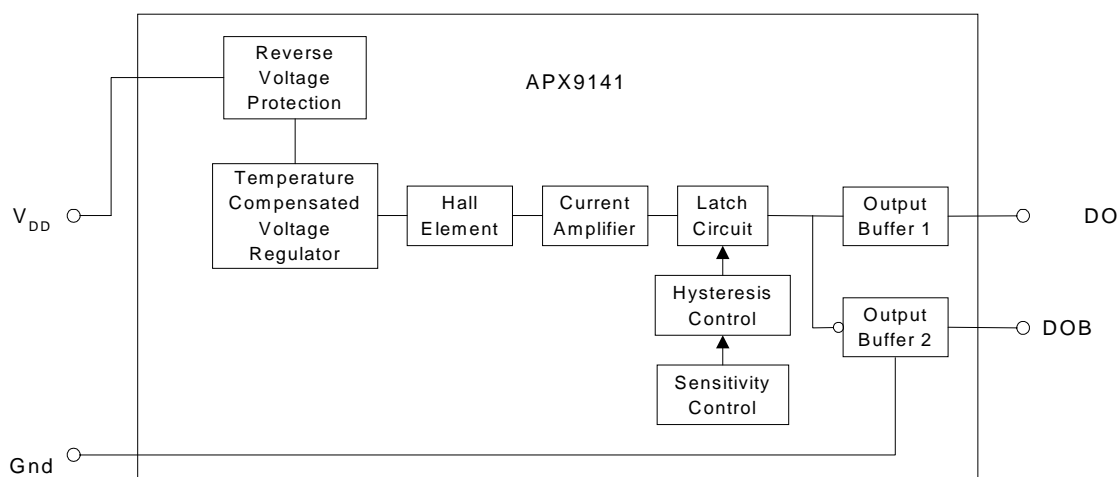 Reverse
Voltage
Protection
APX9141
Temperature
Compensated
Voltage
Regulator
Hall
Element
Current
Amplifier
Latch
Circuit
Output
Buffer 1
VDD
DO
Hysteresis
Control
Output
Buffer 2
DOB
Sensitivity
Control
Gnd